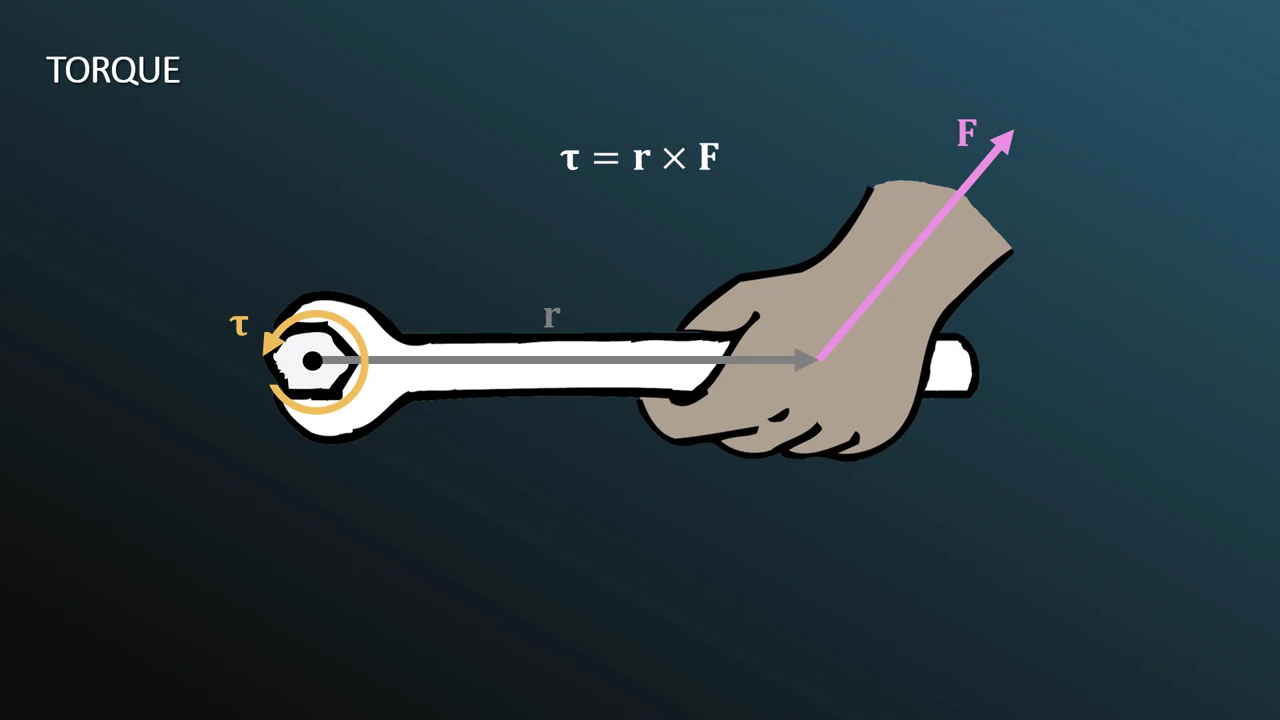 TORQUE
F
τ = r × F
τ
r